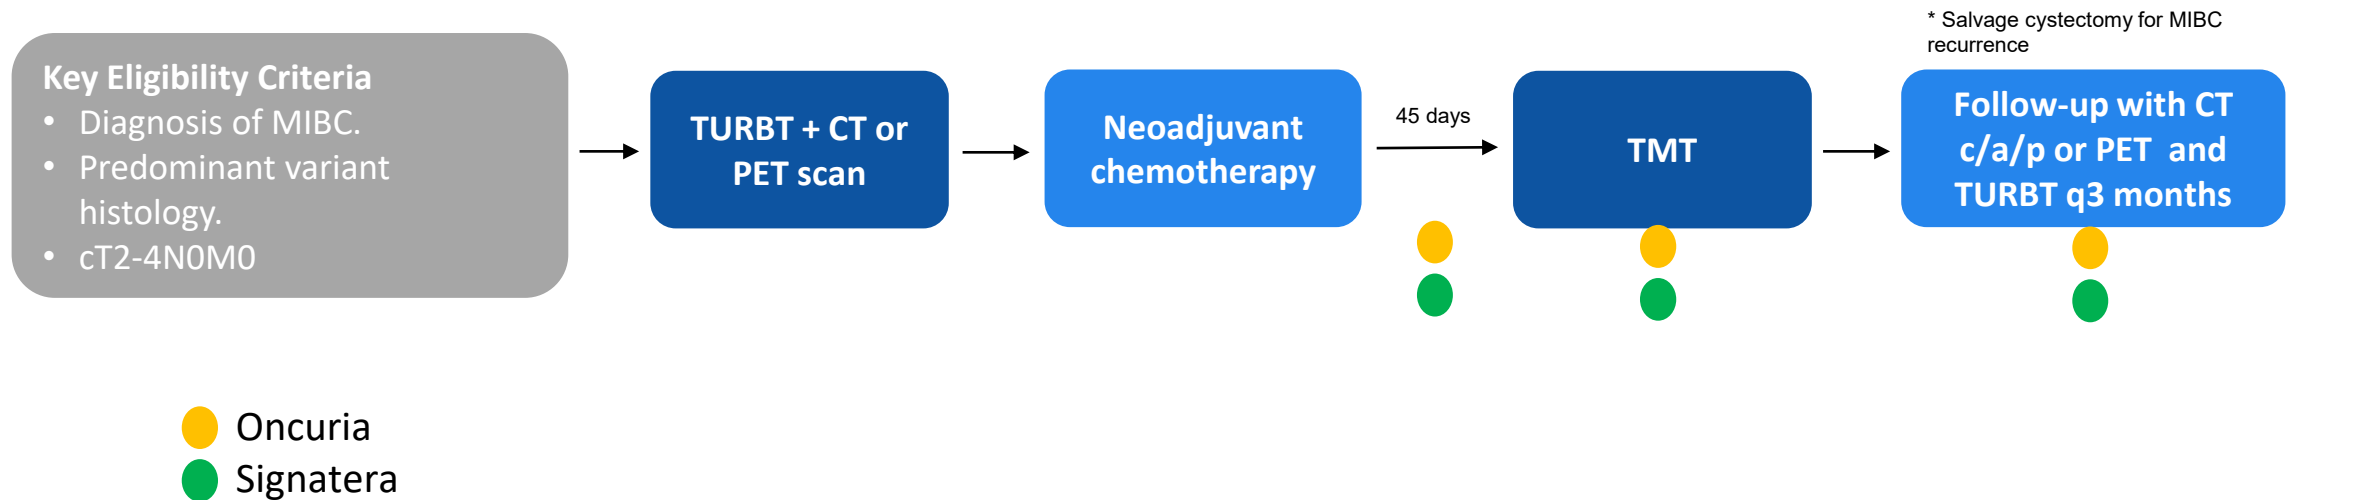 * Salvage cystectomy for MIBC
recurrence
Key Eligibility Criteria
• Diagnosis of MIBC.
• Predominant variant
histology.
• cT2-4N0M0
TURBT + CT or
PET scan
Neoadjuvant
chemotherapy
45 days
TMT
Follow-up with CT
c/a/p or PET and
TURBT q3 months
Oncuria
Signatera